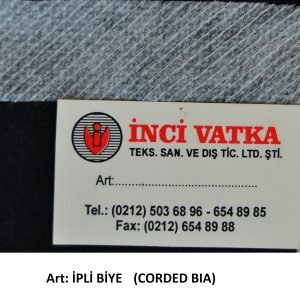 İNCİ VATKA
TEKS. SAN. VE DIŞ TİC. LTD. ŞTİ.
Art:................................................
Tel.: (0212) 503 68 96 - 654 89 85
Fax: (0212) 654 89 88
Art: İPLİ BİYE (CORDED BIA)